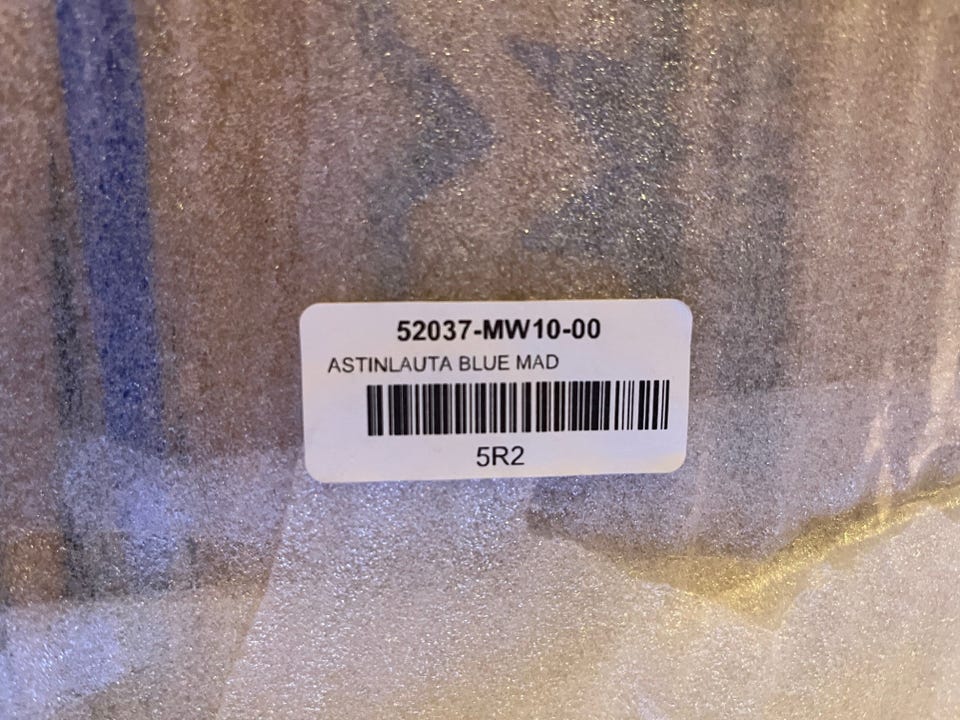 52037-MW10-00
ASTINLAUTA BLUE MAD
5R2